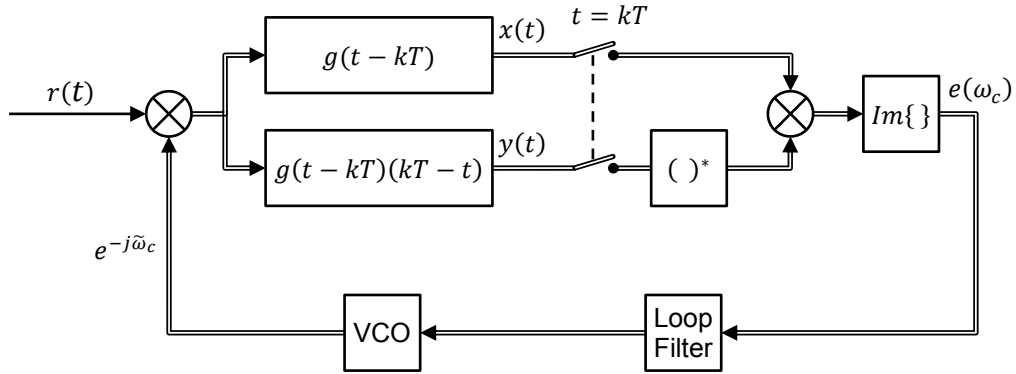 t = kT
x(t)
g(t − kT)
r(t)
e(ω_c)
Im{ }
y(t)
g(t − kT)(kT − t)
( )*
e^{−jω̃_c}
VCO
Loop
Filter